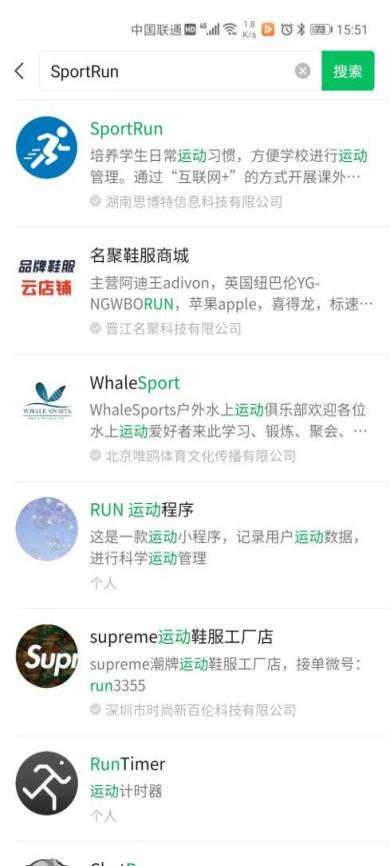 中国联通 HD 4G 1.8 K/s 73 15:51
SportRun 搜索
SportRun
培养学生日常运动习惯，方便学校进行运动
管理。通过“互联网+”的方式开展课外…
湖南思博特信息科技有限公司
品牌鞋服
云店铺
名聚鞋服商城
主营阿迪王adivon，英国纽巴伦YG-
NGWBORUN，苹果apple，喜得龙，标速…
晋江名聚科技有限公司
WHALE SPORTS
WhaleSport
WhaleSports户外水上运动俱乐部欢迎各位
水上运动爱好者来此学习、锻炼、聚会、…
北京唯鸥体育文化传播有限公司
RUN 运动程序
这是一款运动小程序，记录用户运动数据，
进行科学运动管理
个人
Supr
supreme运动鞋服工厂店
supreme潮牌运动鞋服工厂店，接单微号：
run3355
深圳市时尚新百伦科技有限公司
RunTimer
运动计时器
个人